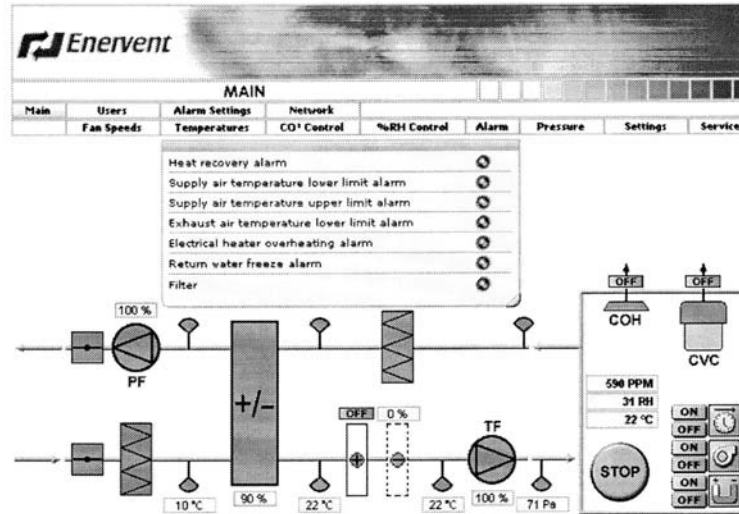 Enervent
MAIN
Main Users Alarm Settings Network
Fan Speeds Temperatures CO² Control %RH Control Alarm Pressure Settings Service
Heat recovery alarm
Supply air temperature lower limit alarm
Supply air temperature upper limit alarm
Exhaust air temperature lower limit alarm
Electrical heater overheating alarm
Return water freeze alarm
Filter
OFF OFF
COH
CVC
100 %
PF
+/-
590 PPM
31 RH
22 °C
ON
OFF
ON
OFF
ON
OFF
STOP
OFF 0 %
TF
10 °C 90 % 22 °C 22 °C 100 % 71 Pa